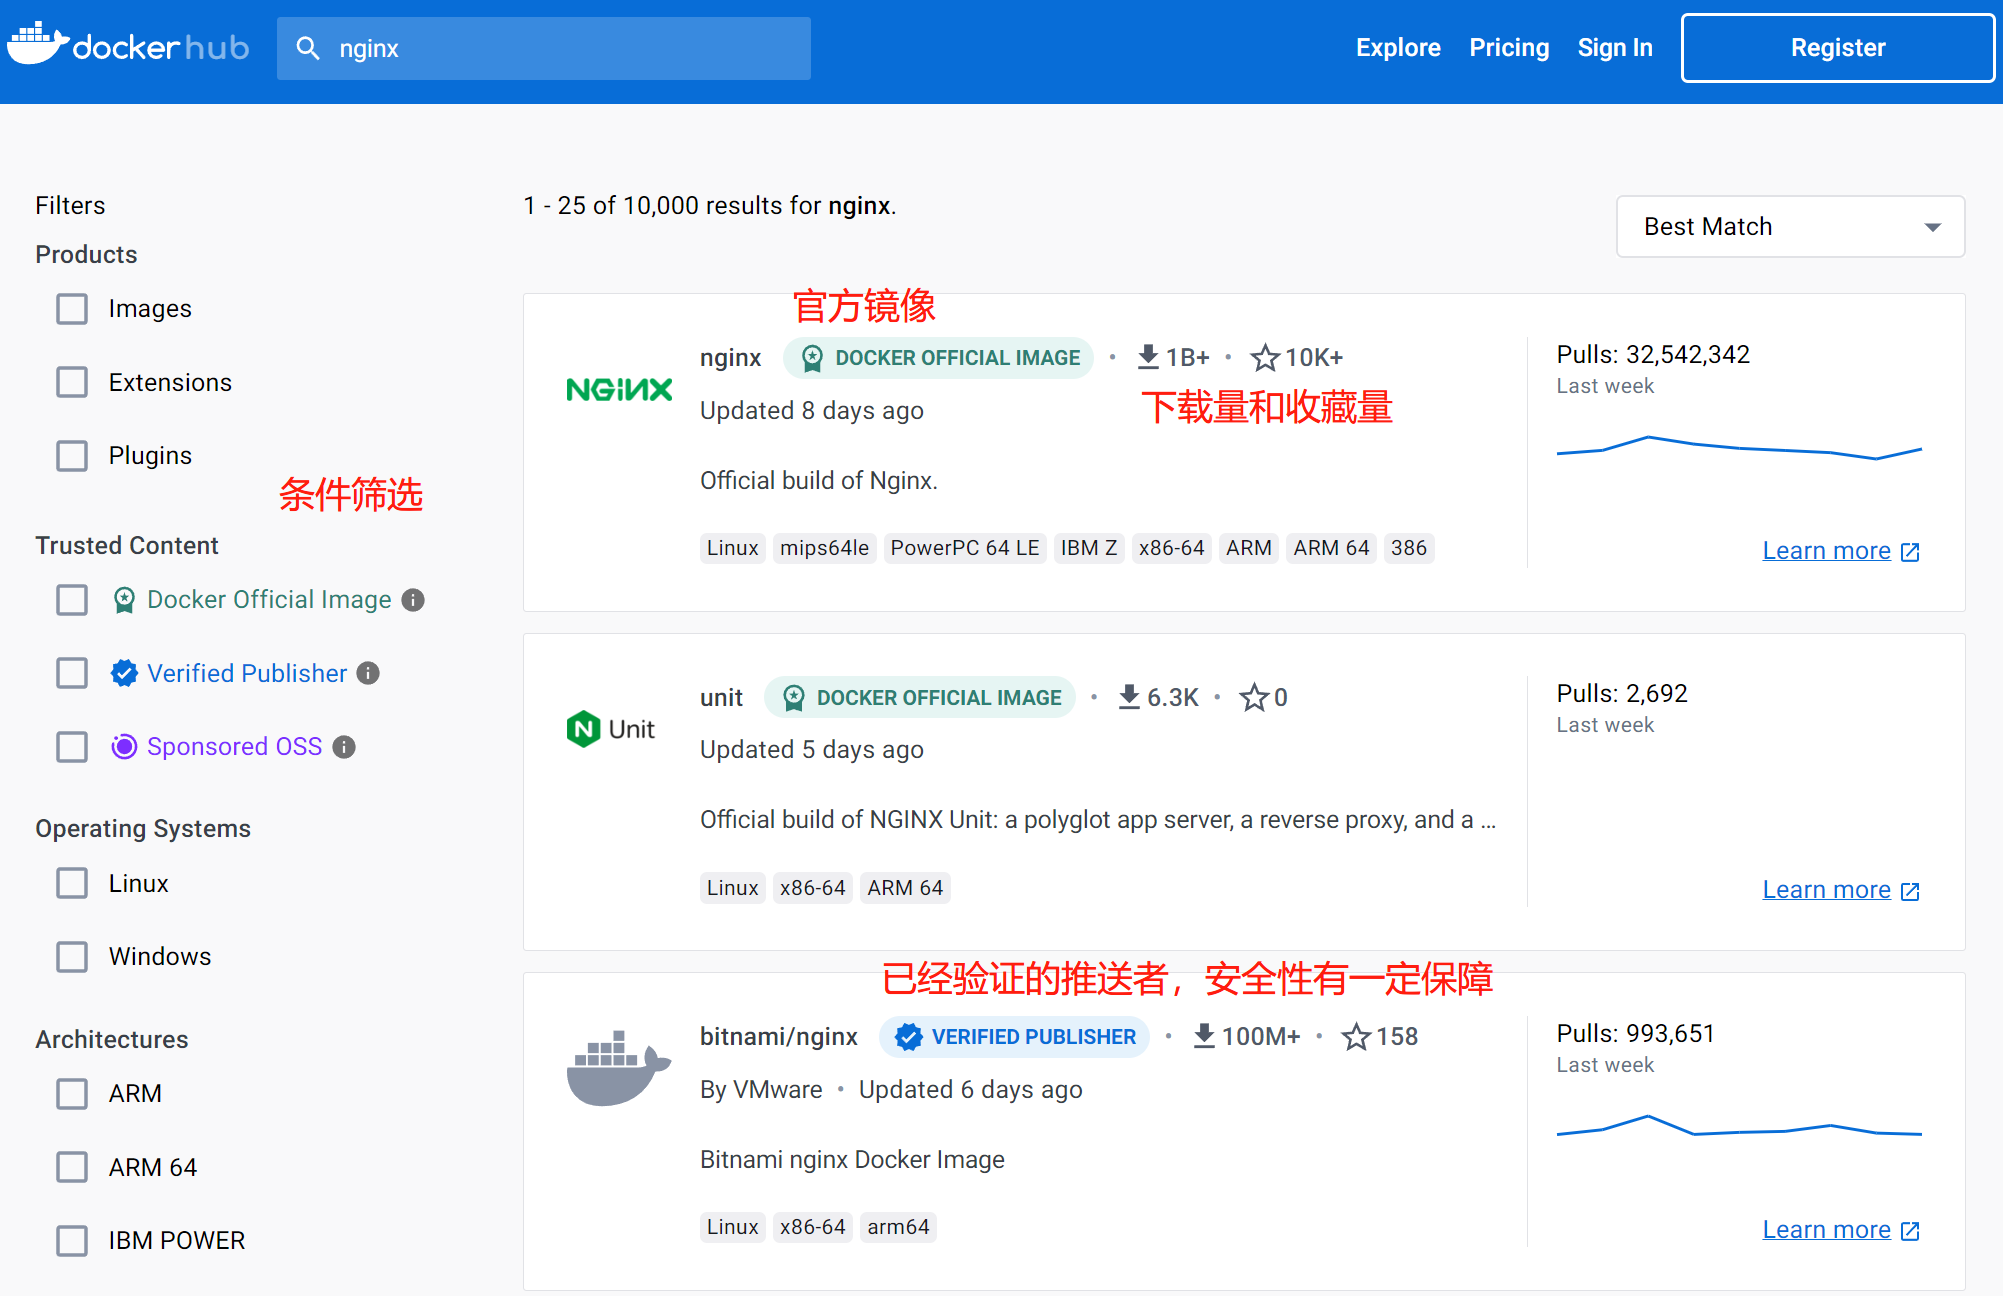 docker hub
nginx
Explore
Pricing
Sign In
Register
Filters
Products
Images
Extensions
Plugins
条件筛选
Trusted Content
Docker Official Image
Verified Publisher
Sponsored OSS
Operating Systems
Linux
Windows
Architectures
ARM
ARM 64
IBM POWER
1 - 25 of 10,000 results for nginx.
Best Match
官方镜像
NGINX
nginx DOCKER OFFICIAL IMAGE • 1B+ • 10K+
下载量和收藏量
Updated 8 days ago
Official build of Nginx.
Linux mips64le PowerPC 64 LE IBM Z x86-64 ARM ARM 64 386
Pulls: 32,542,342
Last week
Learn more
N Unit
unit DOCKER OFFICIAL IMAGE • 6.3K • 0
Updated 5 days ago
Official build of NGINX Unit: a polyglot app server, a reverse proxy, and a ...
Linux x86-64 ARM 64
Pulls: 2,692
Last week
Learn more
已经验证的推送者，安全性有一定保障
bitnami/nginx VERIFIED PUBLISHER • 100M+ • 158
By VMware • Updated 6 days ago
Bitnami nginx Docker Image
Linux x86-64 arm64
Pulls: 993,651
Last week
Learn more